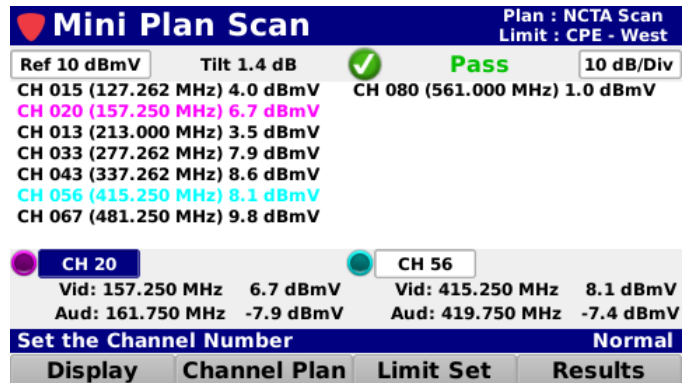 Mini Plan Scan
Plan : NCTA Scan
Limit : CPE - West
Ref 10 dBmV Tilt 1.4 dB Pass 10 dB/Div
CH 015 (127.262 MHz) 4.0 dBmV
CH 020 (157.250 MHz) 6.7 dBmV
CH 013 (213.000 MHz) 3.5 dBmV
CH 033 (277.262 MHz) 7.9 dBmV
CH 043 (337.262 MHz) 8.6 dBmV
CH 056 (415.250 MHz) 8.1 dBmV
CH 067 (481.250 MHz) 9.8 dBmV
CH 080 (561.000 MHz) 1.0 dBmV
CH 20
Vid: 157.250 MHz 6.7 dBmV
Aud: 161.750 MHz -7.9 dBmV
CH 56
Vid: 415.250 MHz 8.1 dBmV
Aud: 419.750 MHz -7.4 dBmV
Set the Channel Number Normal
Display Channel Plan Limit Set Results